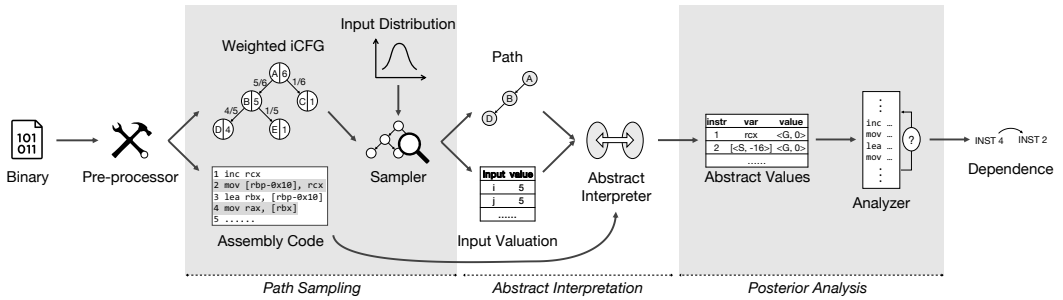 Weighted iCFG
Input Distribution
A 6
5/6
1/6
B 5
C 1
4/5
1/5
D 4
E 1
Path
A
B
D
101
011
Binary
Pre-processor
Sampler
1 inc rcx
2 mov [rbp-0x10], rcx
3 lea rbx, [rbp-0x10]
4 mov rax, [rbx]
5 ......
Assembly Code
Input value
i 5
j 5
......
Input Valuation
Abstract
Interpreter
instr var value
1 rcx <G, 0>
2 [<S, -16>] <G, 0>
......
Abstract Values
⋮
inc …
mov …
lea …
mov …
⋮
?
Analyzer
INST 4 INST 2
Dependence
Path Sampling
Abstract Interpretation
Posterior Analysis